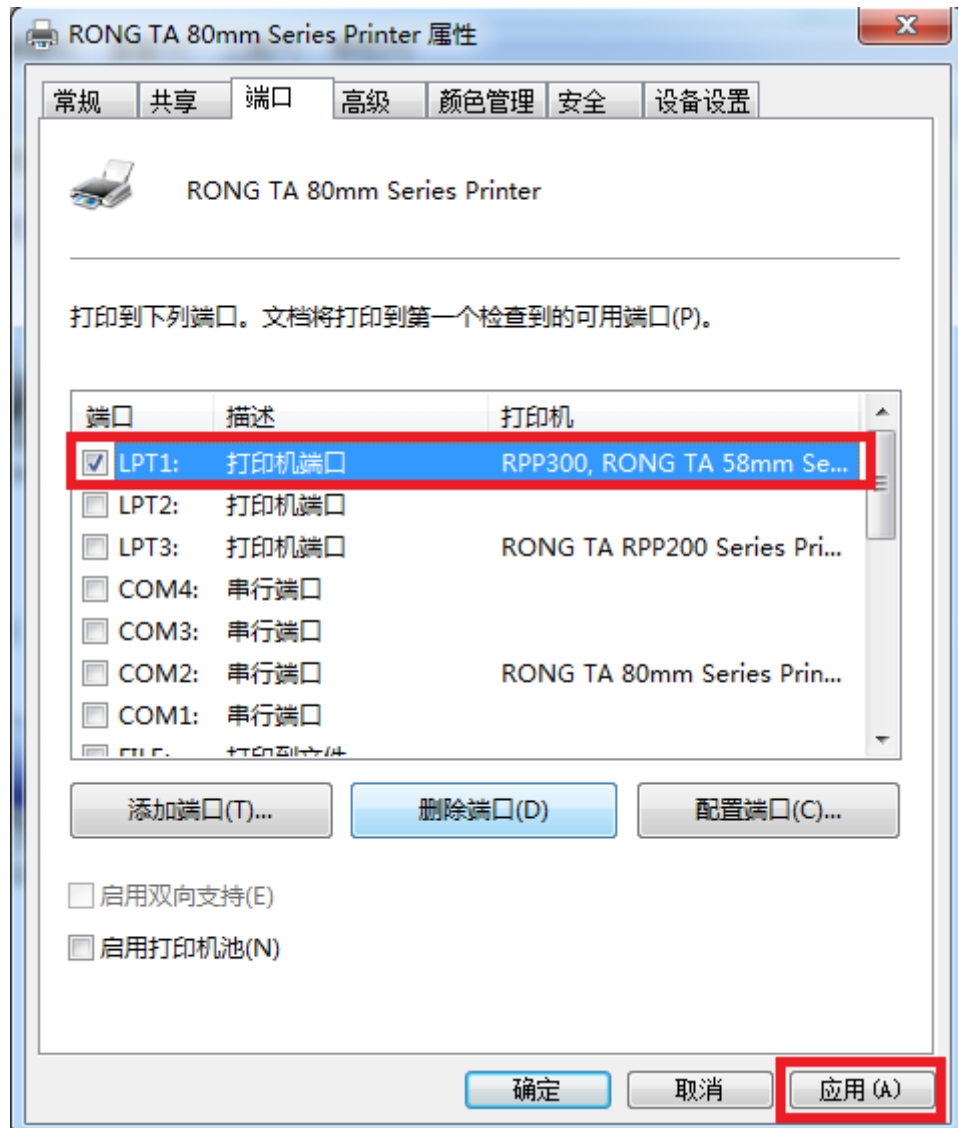 RONG TA 80mm Series Printer 属性
常规 共享 端口 高级 颜色管理 安全 设备设置
RONG TA 80mm Series Printer
打印到下列端口。文档将打印到第一个检查到的可用端口(P)。
端口 描述 打印机
LPT1: 打印机端口 RPP300, RONG TA 58mm Se...
LPT2: 打印机端口
LPT3: 打印机端口 RONG TA RPP200 Series Pri...
COM4: 串行端口
COM3: 串行端口
COM2: 串行端口 RONG TA 80mm Series Prin...
COM1: 串行端口
FILE: 打印到文件
添加端口(T)... 删除端口(D) 配置端口(C)...
启用双向支持(E)
启用打印机池(N)
确定 取消 应用(A)